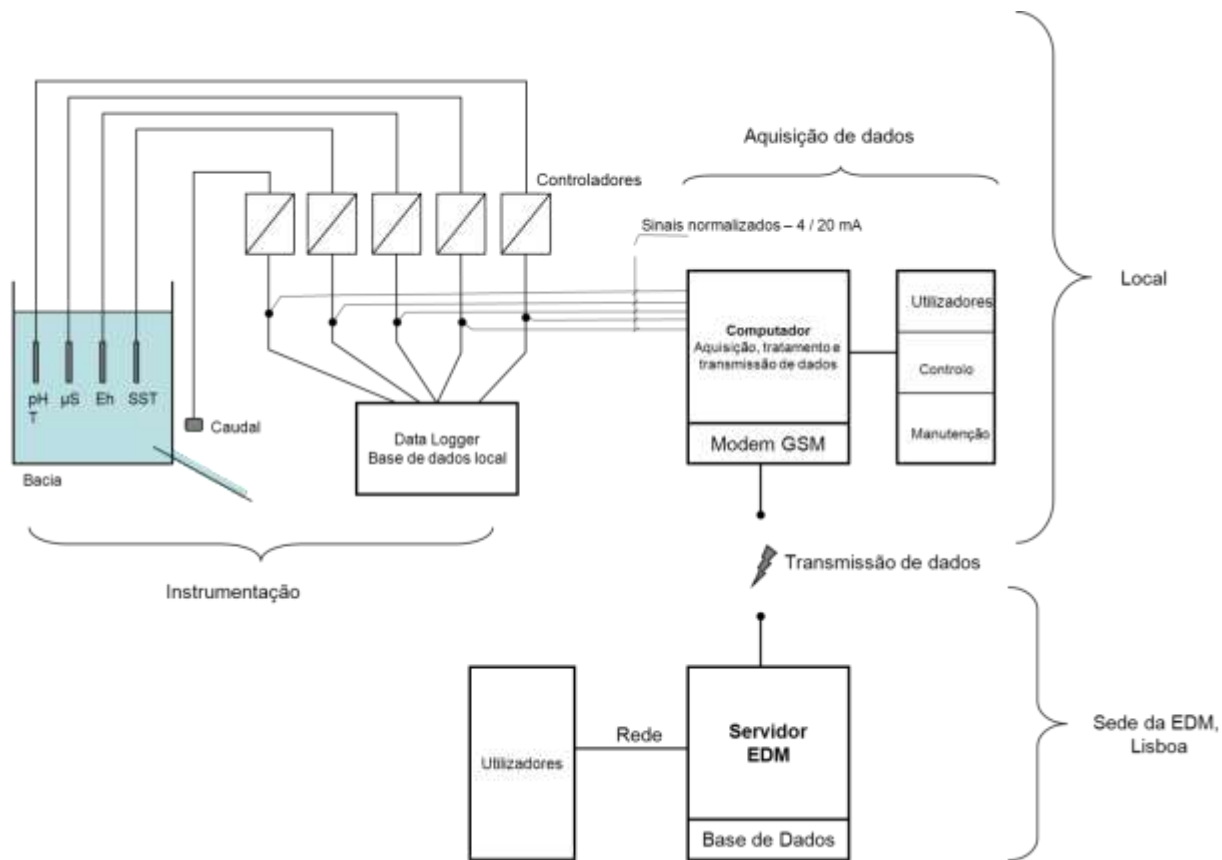 Aquisição de dados
Controladores
Sinais normalizados – 4 / 20 mA
Local
Utilizadores
Computador
Aquisição, tratamento e
transmissão de dados
Controlo
Manutenção
Modem GSM
pH
T
µS
Eh
SST
Caudal
Data Logger
Base de dados local
Bacia
Transmissão de dados
Instrumentação
Sede da EDM,
Lisboa
Rede
Servidor
EDM
Utilizadores
Base de Dados